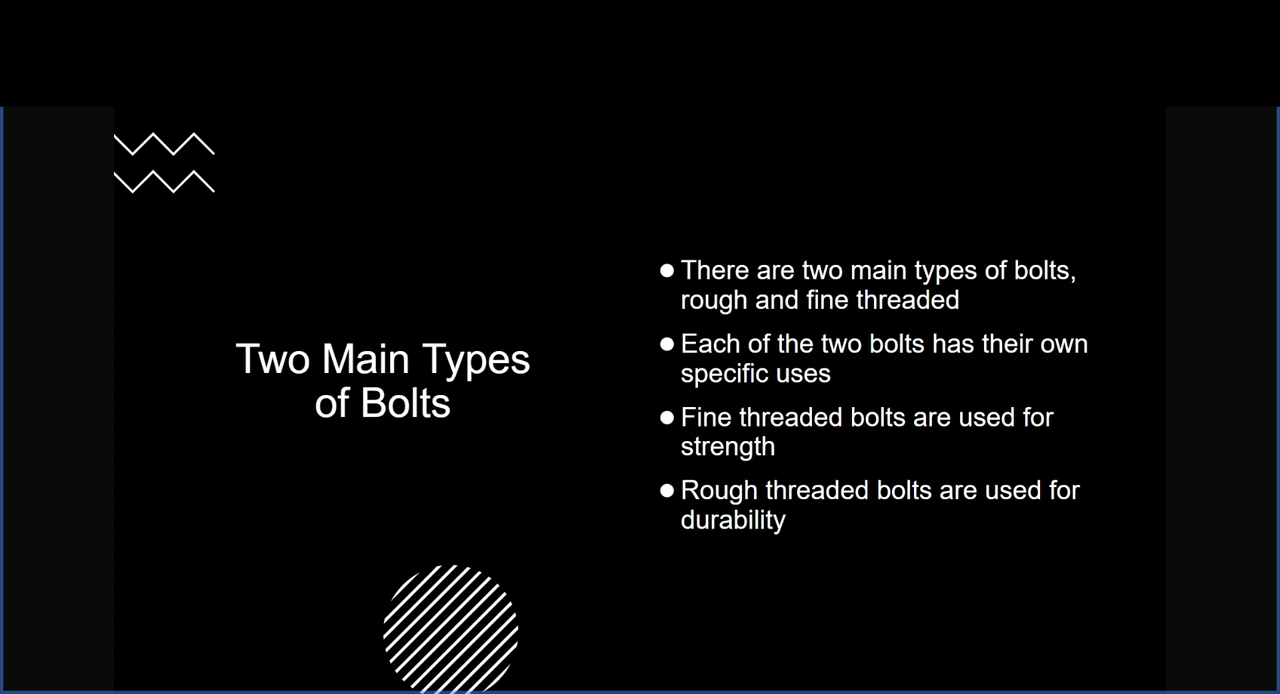 Two Main Types
of Bolts
● There are two main types of bolts,
rough and fine threaded
● Each of the two bolts has their own
specific uses
● Fine threaded bolts are used for
strength
● Rough threaded bolts are used for
durability